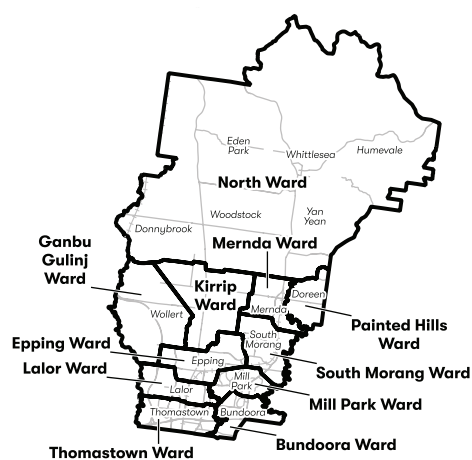 Eden
Park
Whittlesea
Humevale
North Ward
Woodstock
Yan
Yean
Donnybrook
Mernda Ward
Ganbu
Gulinj
Ward
Kirrip
Ward
Doreen
Mernda
Wollert
Painted Hills
Ward
South
Morang
Epping Ward
Epping
Lalor Ward
South Morang Ward
Mill
Park
Lalor
Mill Park Ward
Thomastown
Bundoora
Bundoora Ward
Thomastown Ward